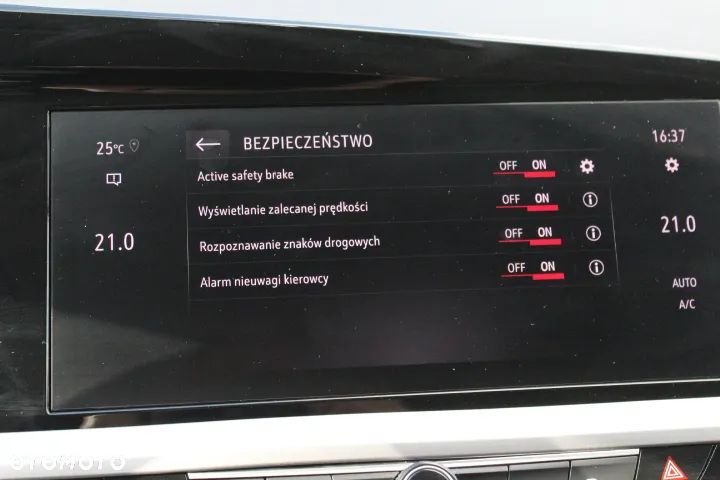 25°C
BEZPIECZEŃSTWO
16:37
Active safety brake OFF ON
Wyświetlanie zalecanej prędkości OFF ON
21.0
Rozpoznawanie znaków drogowych OFF ON
21.0
Alarm nieuwagi kierowcy OFF ON
AUTO
A/C
OTOMOTO